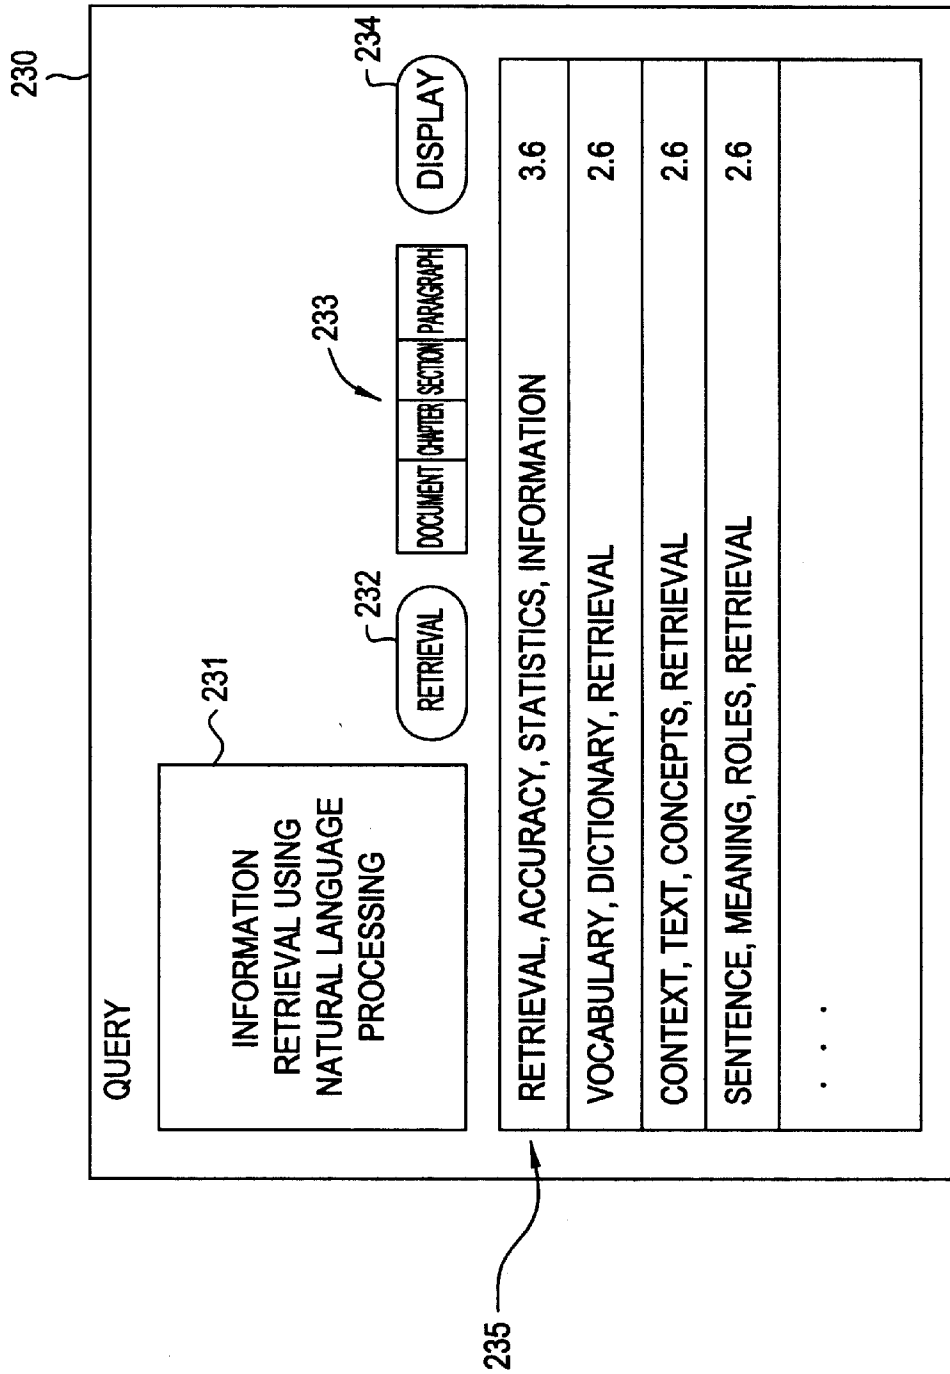 230
QUERY
INFORMATION
RETRIEVAL USING
NATURAL LANGUAGE
PROCESSING
231
232
233
234
RETRIEVAL
DOCUMENT CHAPTER SECTION PARAGRAPH
DISPLAY
235
RETRIEVAL, ACCURACY, STATISTICS, INFORMATION 3.6
VOCABULARY, DICTIONARY, RETRIEVAL 2.6
CONTEXT, TEXT, CONCEPTS, RETRIEVAL 2.6
SENTENCE, MEANING, ROLES, RETRIEVAL 2.6
. . .